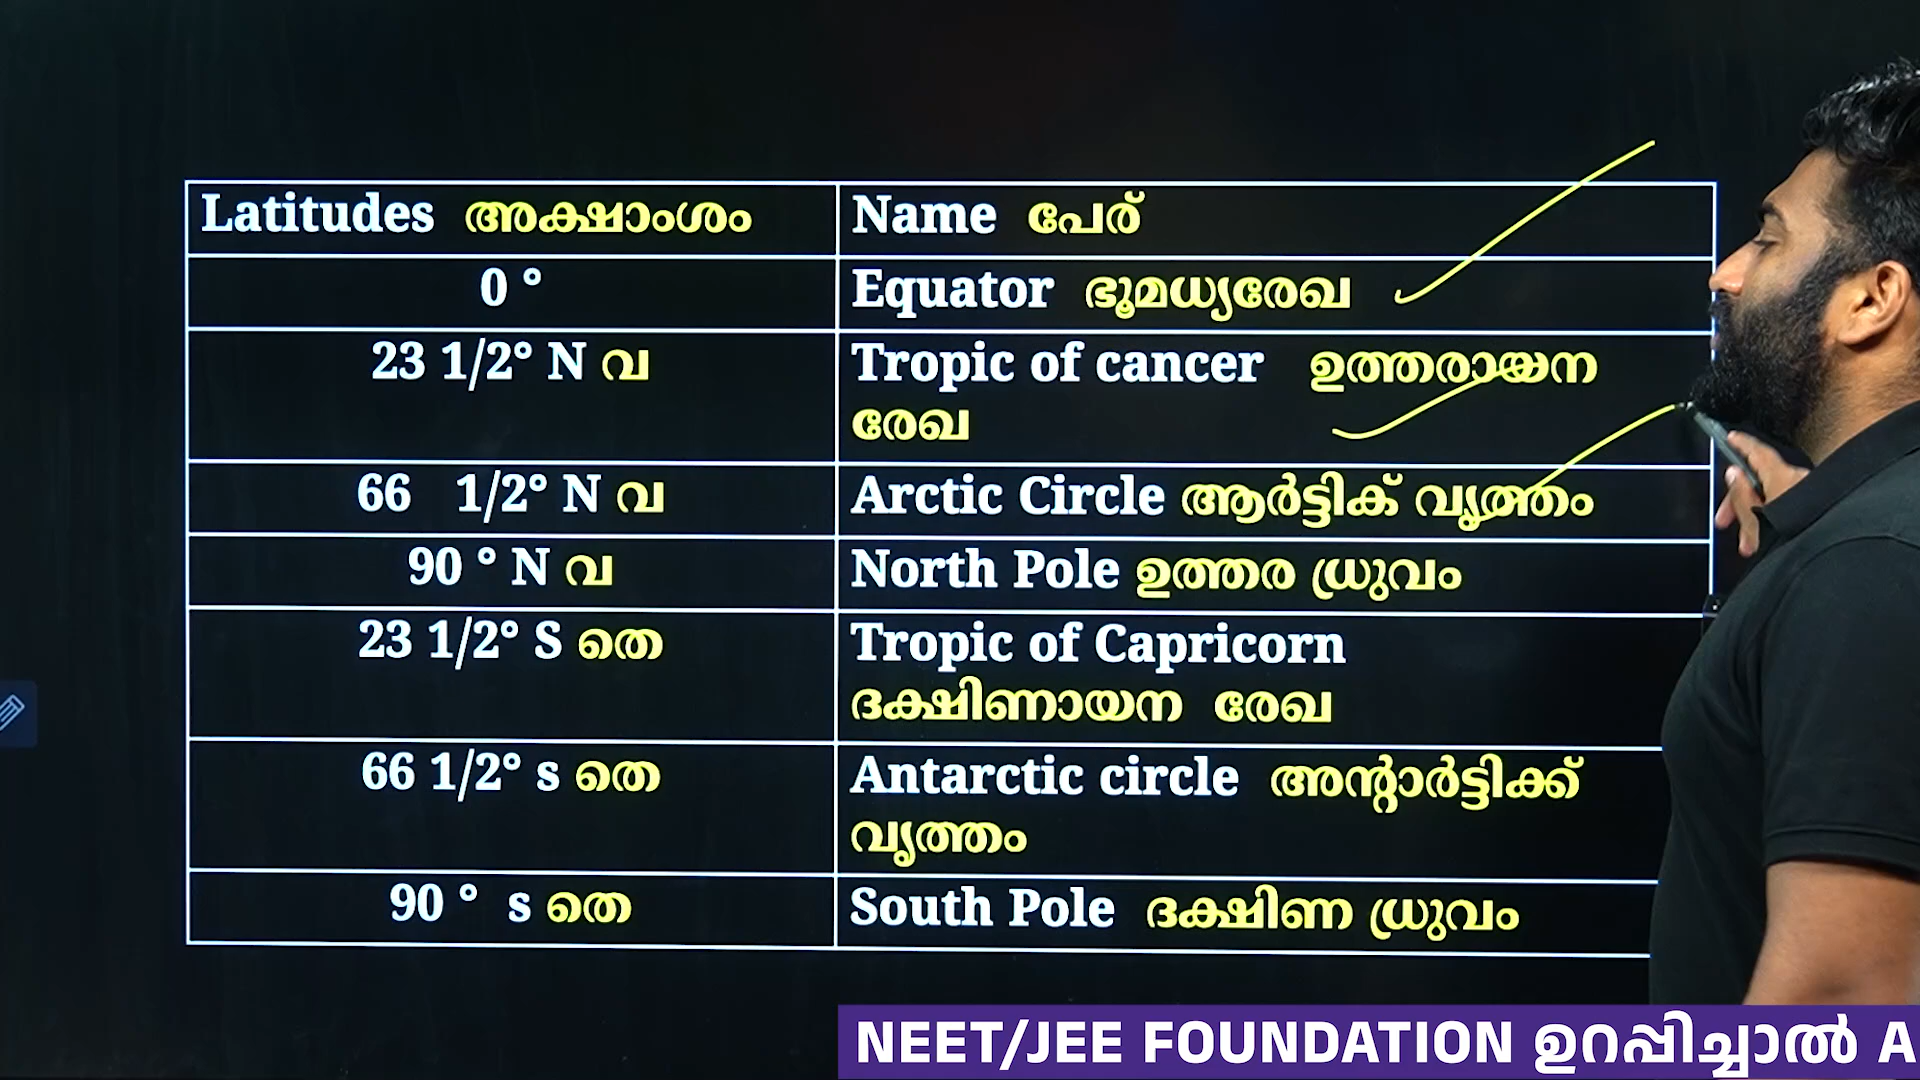 Latitudes അക്ഷാംശം
Name പേര്
0 °
Equator ഭൂമധ്യരേഖ
23 1/2° N വ
Tropic of cancer ഉത്തരായന
രേഖ
66 1/2° N വ
Arctic Circle ആർട്ടിക് വൃത്തം
90 ° N വ
North Pole ഉത്തര ധ്രുവം
23 1/2° S തെ
Tropic of Capricorn
ദക്ഷിണായന രേഖ
66 1/2° s തെ
Antarctic circle അന്റാർട്ടിക്ക്
വൃത്തം
90 ° s തെ
South Pole ദക്ഷിണ ധ്രുവം
NEET/JEE FOUNDATION ഉറപ്പിച്ചാൽ A